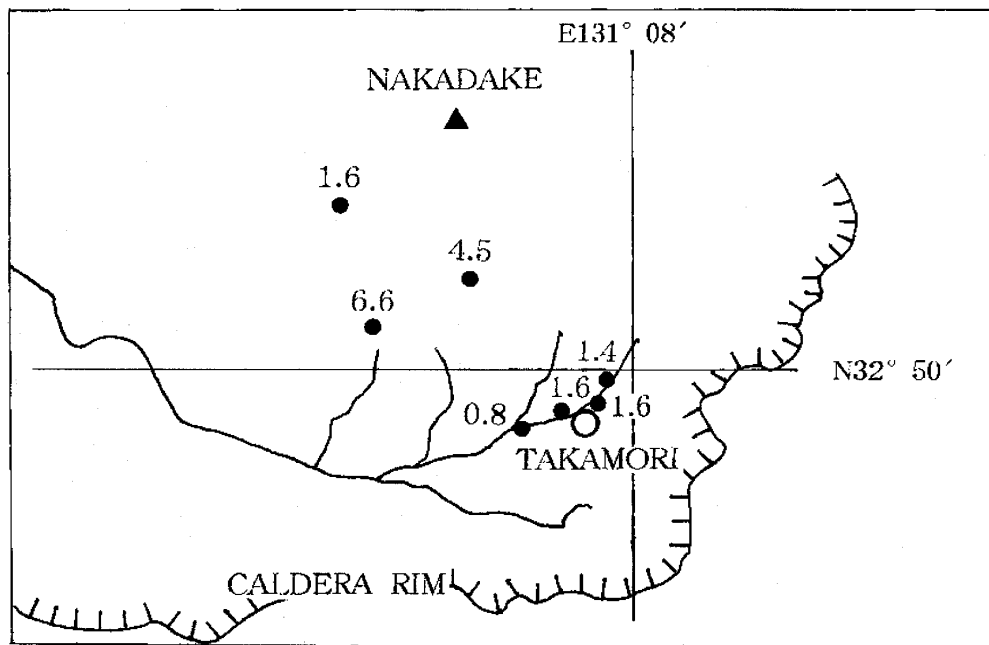 E131° 08′
NAKADAKE
1.6
4.5
6.6
1.4
N32° 50′
1.6
1.6
0.8
TAKAMORI
CALDERA RIM